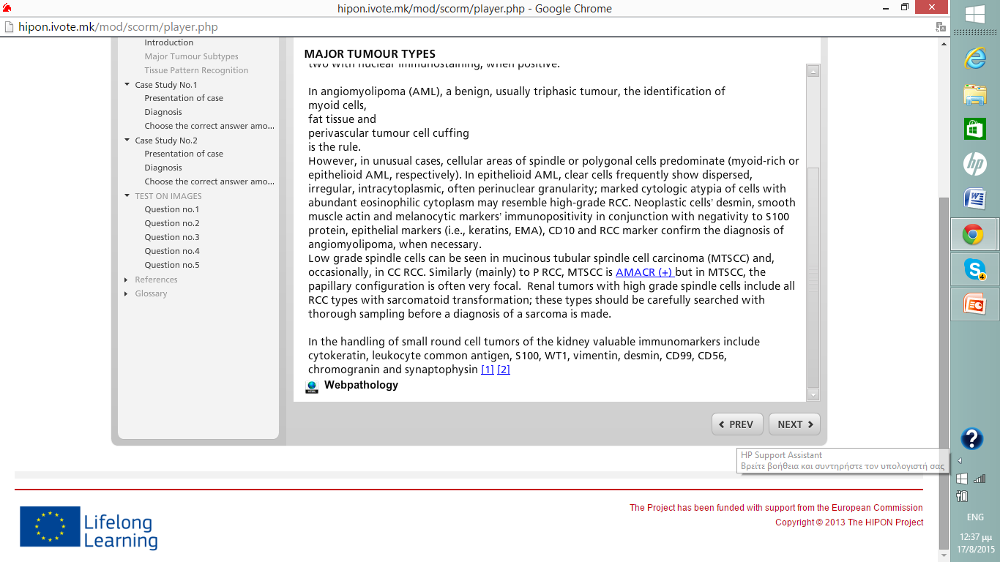 hipon.ivote.mk/mod/scorm/player.php - Google Chrome
hipon.ivote.mk/mod/scorm/player.php
Introduction
Major Tumour Subtypes
Tissue Pattern Recognition
Case Study No.1
Presentation of case
Diagnosis
Choose the correct answer amo...
Case Study No.2
Presentation of case
Diagnosis
Choose the correct answer amo...
TEST ON IMAGES
Question no.1
Question no.2
Question no.3
Question no.4
Question no.5
References
Glossary
MAJOR TUMOUR TYPES
two with nuclear immunostaining, when positive.
In angiomyolipoma (AML), a benign, usually triphasic tumour, the identification of
myoid cells,
fat tissue and
perivascular tumour cell cuffing
is the rule.
However, in unusual cases, cellular areas of spindle or polygonal cells predominate (myoid-rich or
epithelioid AML, respectively). In epithelioid AML, clear cells frequently show dispersed,
irregular, intracytoplasmic, often perinuclear granularity; marked cytologic atypia of cells with
abundant eosinophilic cytoplasm may resemble high-grade RCC. Neoplastic cells' desmin, smooth
muscle actin and melanocytic markers' immunopositivity in conjunction with negativity to S100
protein, epithelial markers (i.e., keratins, EMA), CD10 and RCC marker confirm the diagnosis of
angiomyolipoma, when necessary.
Low grade spindle cells can be seen in mucinous tubular spindle cell carcinoma (MTSCC) and,
occasionally, in CC RCC. Similarly (mainly) to P RCC, MTSCC is AMACR (+) but in MTSCC, the
papillary configuration is often very focal. Renal tumors with high grade spindle cells include all
RCC types with sarcomatoid transformation; these types should be carefully searched with
thorough sampling before a diagnosis of a sarcoma is made.
In the handling of small round cell tumors of the kidney valuable immunomarkers include
cytokeratin, leukocyte common antigen, S100, WT1, vimentin, desmin, CD99, CD56,
chromogranin and synaptophysin [1] [2]
Webpathology
PREV
NEXT
HP Support Assistant
Βρείτε βοήθεια και συντηρήστε τον υπολογιστή σας
Lifelong
Learning
The Project has been funded with support from the European Commission
Copyright © 2013 The HIPON Project
hp
4
ENG
12:37 μμ
17/8/2015